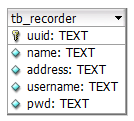 tb_recorder
uuid: TEXT
name: TEXT
address: TEXT
username: TEXT
pwd: TEXT